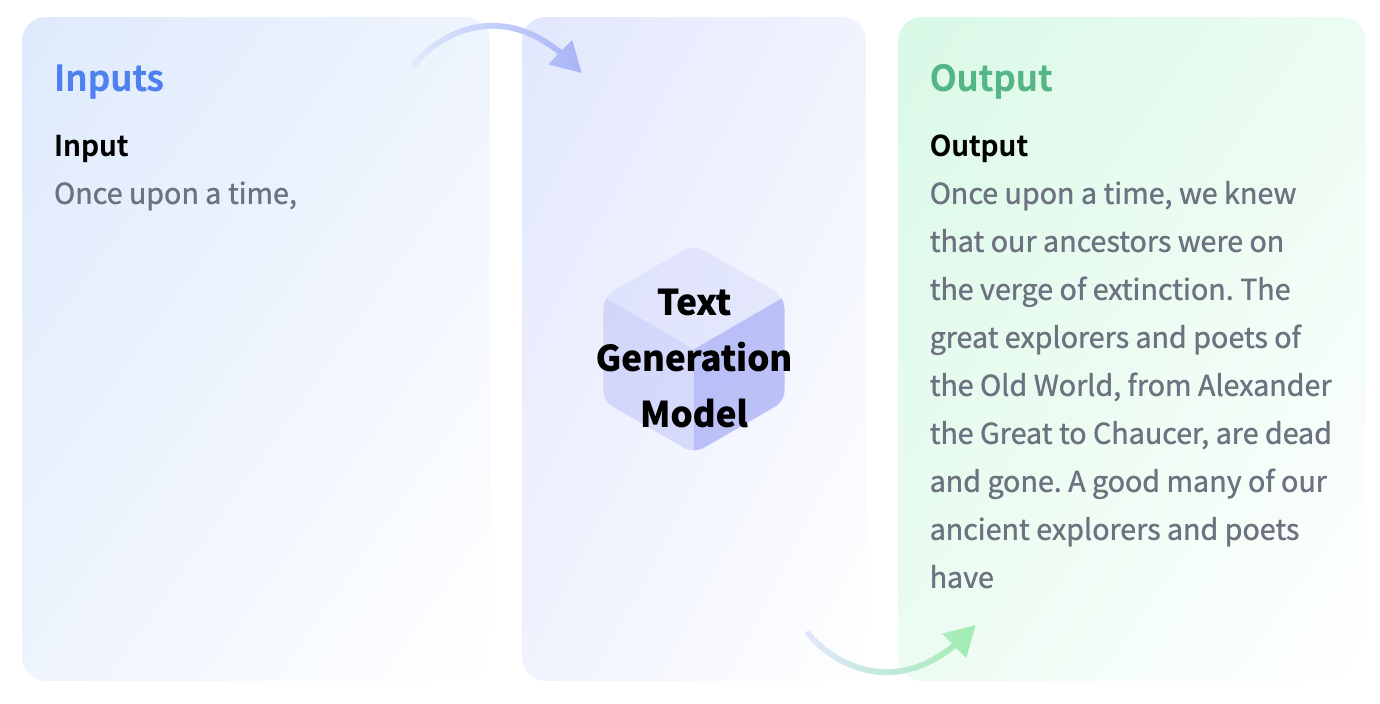 Inputs
Input
Once upon a time,
Text
Generation
Model
Output
Output
Once upon a time, we knew
that our ancestors were on
the verge of extinction. The
great explorers and poets of
the Old World, from Alexander
the Great to Chaucer, are dead
and gone. A good many of our
ancient explorers and poets
have